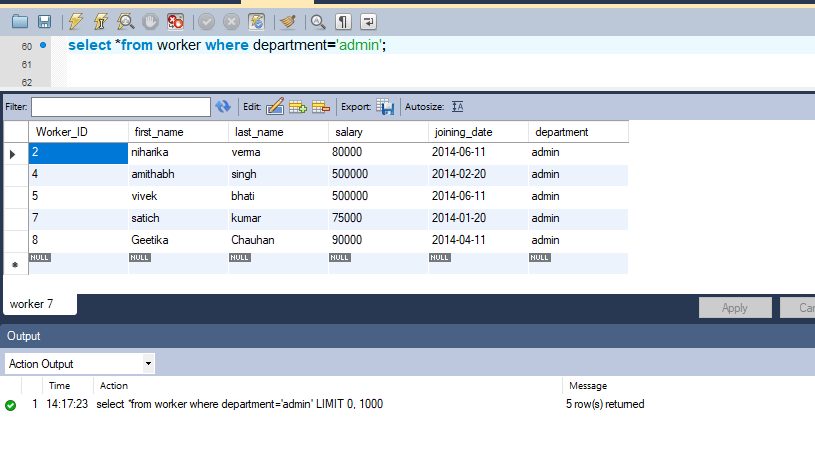 60 select *from worker where department='admin';
61
62
Filter: Edit: Export: Autosize:
Worker_ID first_name last_name salary joining_date department
2 niharika verma 80000 2014-06-11 admin
4 amithabh singh 500000 2014-02-20 admin
5 vivek bhati 500000 2014-06-11 admin
7 satich kumar 75000 2014-01-20 admin
8 Geetika Chauhan 90000 2014-04-11 admin
NULL NULL NULL NULL NULL NULL
worker 7
Apply
Output
Action Output
Time Action Message
1 14:17:23 select *from worker where department='admin' LIMIT 0, 1000 5 row(s) returned